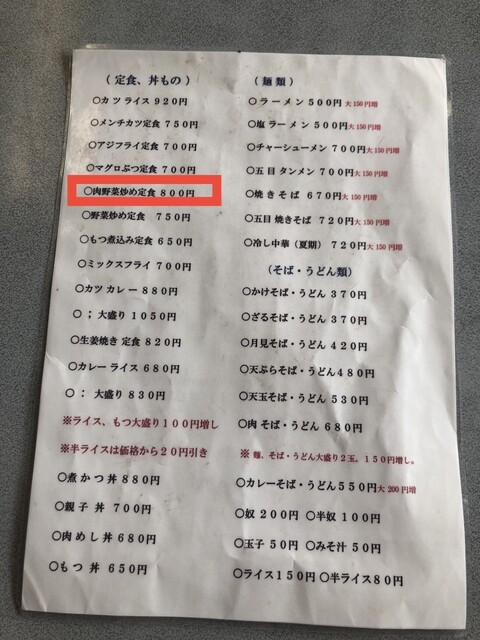 （定食、丼もの）
○カツライス 920円
○メンチカツ定食 750円
○アジフライ定食 700円
○マグロぶつ定食 700円
○肉野菜炒め定食 800円
○野菜炒め定食 750円
○もつ煮込み定食 650円
○ミックスフライ 700円
○カツ カレー 880円
○ ； 大盛り 1050円
○生姜焼き 定食 820円
○カレー ライス 680円
○ ： 大盛り 830円
※ライス、もつ大盛り100円増し
※半ライスは価格から20円引き
○煮かつ丼 880円
○親子 丼 700円
○肉めし丼 680円
○もつ 丼 650円
（麺類）
○ラーメン 500円 大150円増
○塩ラーメン 500円 大150円増
○チャーシューメン 700円 大150円増
○五目タンメン 700円 大150円増
○焼きそば 670円 大150円増
○五目 焼きそば 720円 大150円増
○冷し中華（夏期） 720円 大150円増
（そば・うどん類）
○かけそば・うどん 370円
○ざるそば・うどん 370円
○月見そば・うどん 420円
○天ぷらそば・うどん480円
○天玉そば・うどん 530円
○肉 そば・うどん 680円
※ 麺、そば・うどん大盛り2玉。150円増し。
○カレーそば・うどん550円 大200円増
○奴 200円 ○半奴 100円
○玉子 50円 ○みそ汁 50円
○ライス150円 ○半ライス80円